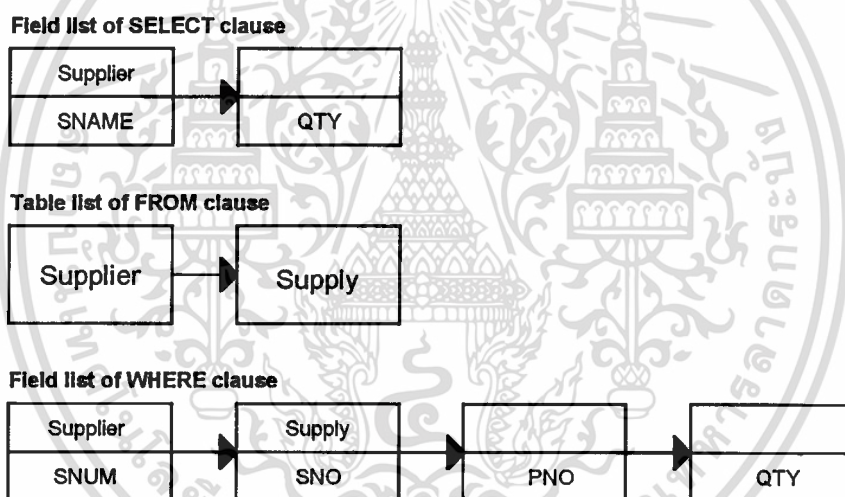 Field list of SELECT clause
Supplier
SNAME QTY
Table list of FROM clause
Supplier Supply
Field list of WHERE clause
Supplier Supply
SNUM SNO PNO QTY